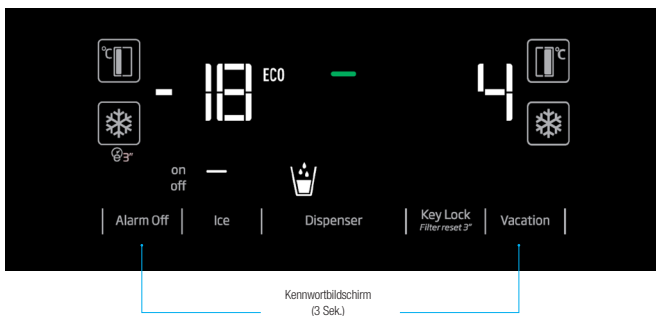 °C
°C
- 18 ECO
4
3"
on
off
Alarm Off
Ice
Dispenser
Key Lock
Filter reset 3"
Vacation
Kennwortbildschirm
(3 Sek.)